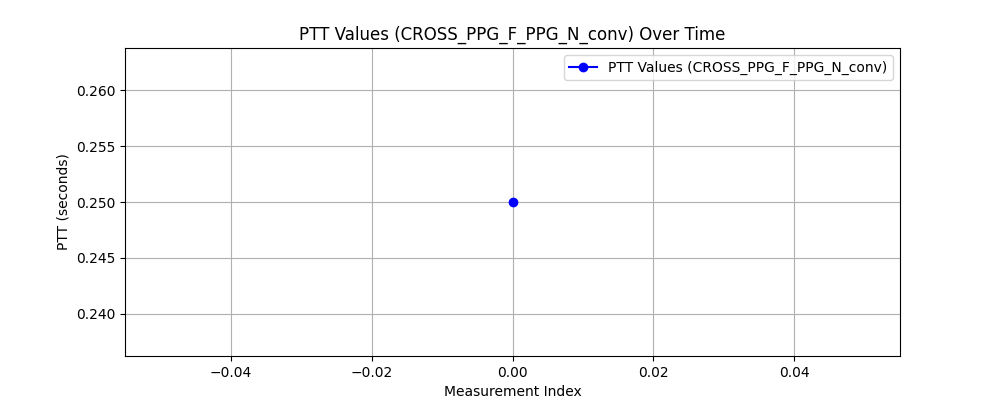 PTT Values (CROSS_PPG_F_PPG_N_conv) Over Time
PTT Values (CROSS_PPG_F_PPG_N_conv)
PTT (seconds)
0.260
0.255
0.250
0.245
0.240
−0.04 −0.02 0.00 0.02 0.04
Measurement Index